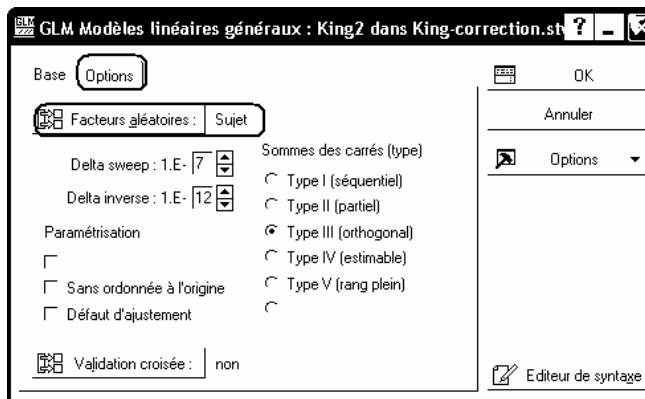 GLM Modèles linéaires généraux : King2 dans King-correction.st
Base Options
Facteurs aléatoires : Sujet
Delta sweep : 1.E- 7
Delta inverse : 1.E- 12
Paramétrisation
Sans ordonnée à l'origine
Défaut d'ajustement
Validation croisée : non
Sommes des carrés (type)
Type I (séquentiel)
Type II (partiel)
Type III (orthogonal)
Type IV (estimable)
Type V (rang plein)
OK
Annuler
Options
Editeur de syntaxe